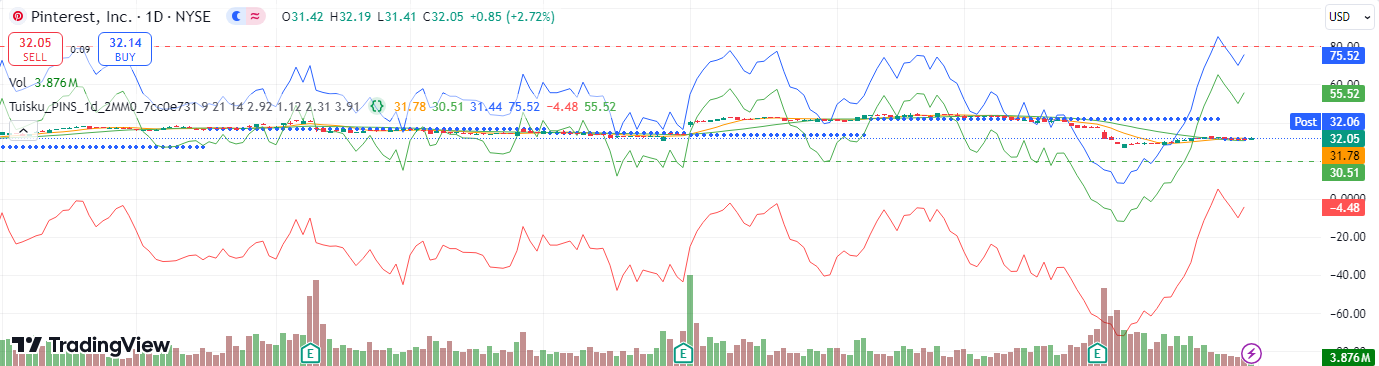 Pinterest, Inc. · 1D · NYSE O31.42 H32.19 L31.41 C32.05 +0.85 (+2.72%)
USD
32.05 SELL
0.09
32.14 BUY
Vol 3.876 M
Tuisku_PINS_1d_2MM0_7cc0e731 9 21 14 2.92 1.12 2.31 3.91 31.78 30.51 31.44 75.52 −4.48 55.52
80.00
75.52
60.00
55.52
Post 32.06
32.05
31.78
30.51
0.0000
−4.48
−20.00
−40.00
−60.00
3.876 M
E
E
E
TradingView